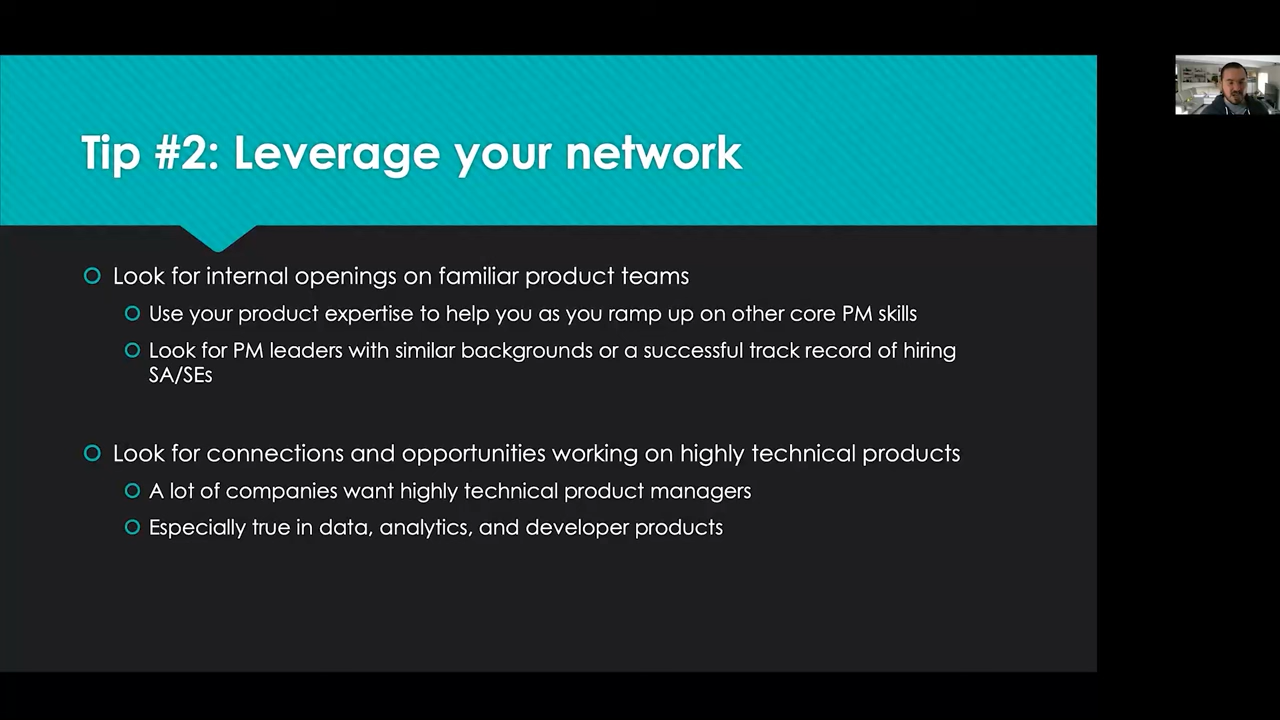 Tip #2: Leverage your network
Look for internal openings on familiar product teams
Use your product expertise to help you as you ramp up on other core PM skills
Look for PM leaders with similar backgrounds or a successful track record of hiring
SA/SEs
Look for connections and opportunities working on highly technical products
A lot of companies want highly technical product managers
Especially true in data, analytics, and developer products